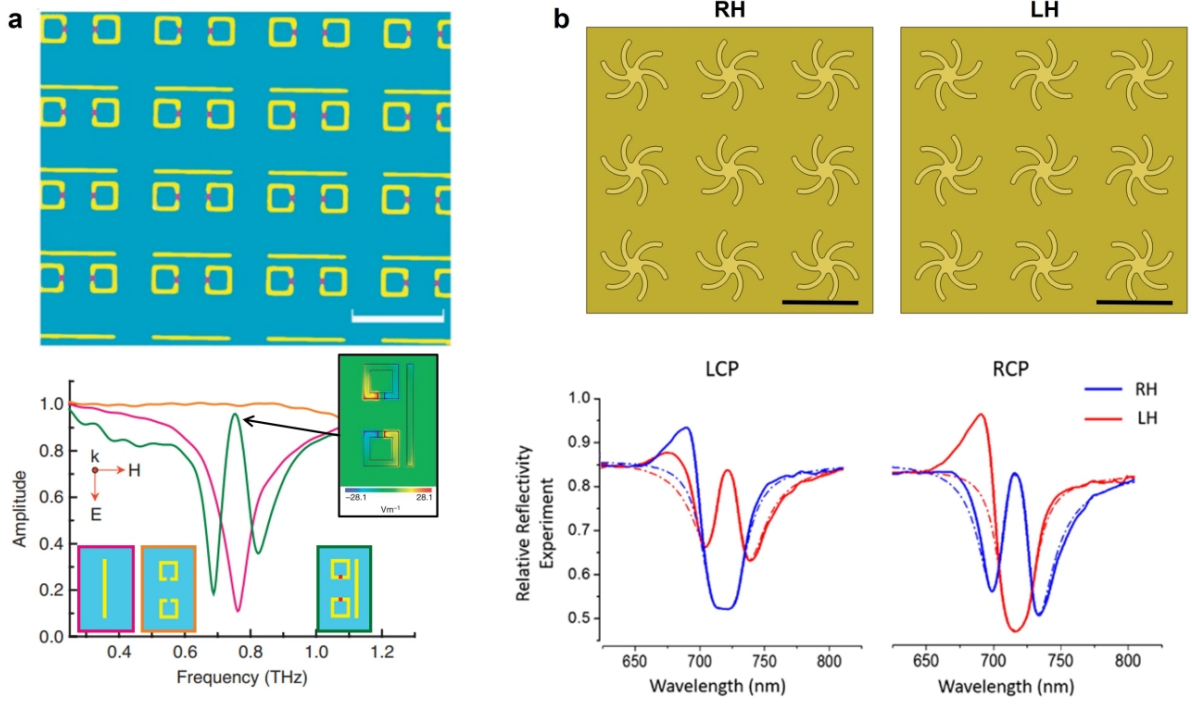 a
1.0
0.8
0.6
0.4
0.2
0.0
Amplitude
k
H
E
-28.1 28.1
Vm⁻¹
0.4 0.6 0.8 1.0 1.2
Frequency (THz)
b
RH LH
LCP
RCP
RH
LH
0.9
0.8
0.7
0.6
0.5
Relative Reflectivity
Experiment
650 700 750 800
Wavelength (nm)
650 700 750 800
Wavelength (nm)